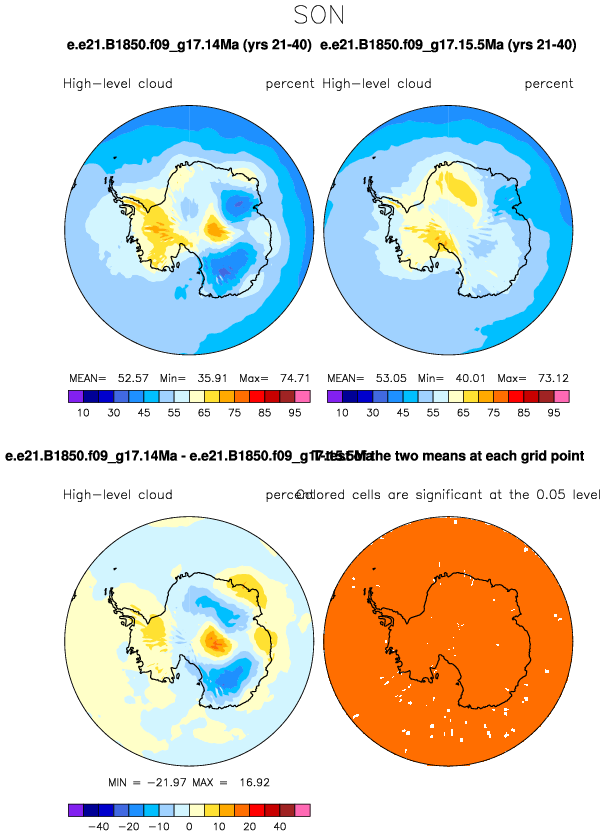 SON
e.e21.B1850.f09_g17.14Ma (yrs 21-40) e.e21.B1850.f09_g17.15.5Ma (yrs 21-40)
High-level cloud percent High-level cloud percent
MEAN= 52.57 Min= 35.91 Max= 74.71 MEAN= 53.05 Min= 40.01 Max= 73.12
10 30 45 55 65 75 85 95 10 30 45 55 65 75 85 95
e.e21.B1850.f09_g17.14Ma - e.e21.B1850.f09_g17.15.5Ma T-test of the two means at each grid point
High-level cloud percent Colored cells are significant at the 0.05 level
MIN = -21.97 MAX = 16.92
-40 -20 -10 0 10 20 40